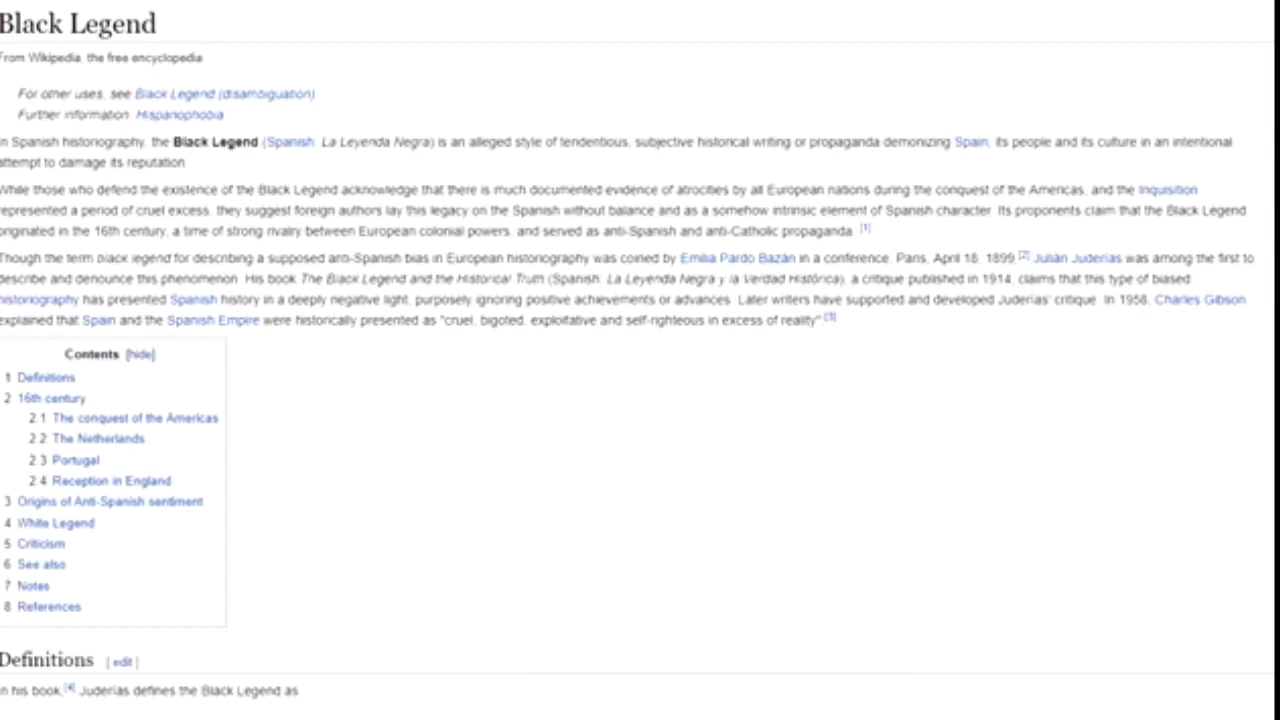 Black Legend
From Wikipedia, the free encyclopedia
For other uses, see Black Legend (disambiguation)
Further information Hispanophobia
In Spanish historiography, the Black Legend (Spanish: La Leyenda Negra) is an alleged style of tendentious, subjective historical writing or propaganda demonizing Spain, its people and its culture in an intentional
attempt to damage its reputation
While those who defend the existence of the Black Legend acknowledge that there is much documented evidence of atrocities by all European nations during the conquest of the Americas, and the Inquisition
represented a period of cruel excess, they suggest foreign authors lay this legacy on the Spanish without balance and as a somehow intrinsic element of Spanish character. Its proponents claim that the Black Legend
originated in the 16th century, a time of strong rivalry between European colonial powers, and served as anti-Spanish and anti-Catholic propaganda. [1]
Though the term black legend for describing a supposed anti-Spanish bias in European historiography was coined by Emilia Pardo Bazán in a conference, Paris, April 18, 1899 [2] Julián Juderías was among the first to
describe and denounce this phenomenon. His book The Black Legend and the Historical Truth (Spanish: La Leyenda Negra y la Verdad Histórica), a critique published in 1914, claims that this type of biased
historiography has presented Spanish history in a deeply negative light, purposely ignoring positive achievements or advances. Later writers have supported and developed Juderías' critique. In 1958, Charles Gibson
explained that Spain and the Spanish Empire were historically presented as "cruel, bigoted, exploitative and self-righteous in excess of reality".[3]
Contents [hide]
1 Definitions
2 16th century
2.1 The conquest of the Americas
2.2 The Netherlands
2.3 Portugal
2.4 Reception in England
3 Origins of Anti-Spanish sentiment
4 White Legend
5 Criticism
6 See also
7 Notes
8 References
Definitions [ edit ]
In his book,[4] Juderías defines the Black Legend as